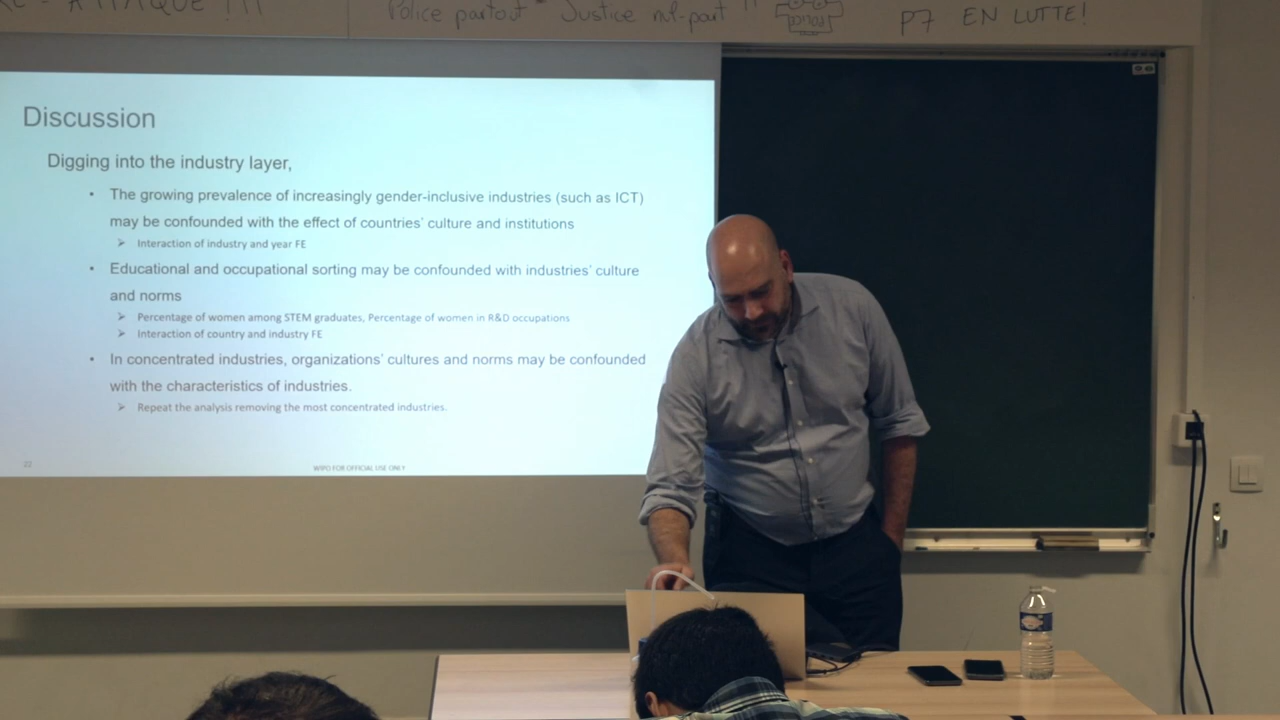 ATTAQUE !!!
Police partout Justice nul-part !!
P7 EN LUTTE!
Discussion
Digging into the industry layer,
• The growing prevalence of increasingly gender-inclusive industries (such as ICT)
may be confounded with the effect of countries' culture and institutions
➢ Interaction of industry and year FE
• Educational and occupational sorting may be confounded with industries' culture
and norms
➢ Percentage of women among STEM graduates, Percentage of women in R&D occupations
➢ Interaction of country and industry FE
• In concentrated industries, organizations' cultures and norms may be confounded
with the characteristics of industries.
➢ Repeat the analysis removing the most concentrated industries.
22
WIPO FOR OFFICIAL USE ONLY